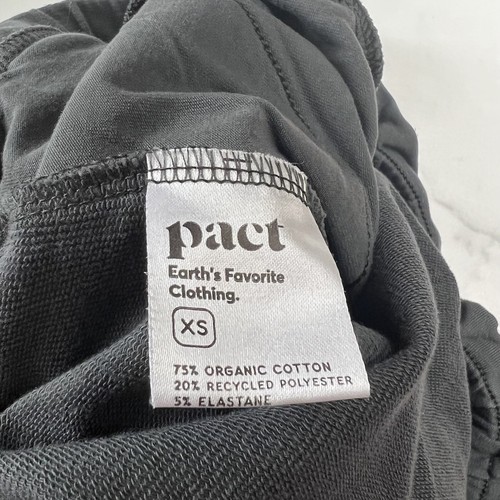 pact
Earth's Favorite
Clothing.
XS
75% ORGANIC COTTON
20% RECYCLED POLYESTER
5% ELASTANE